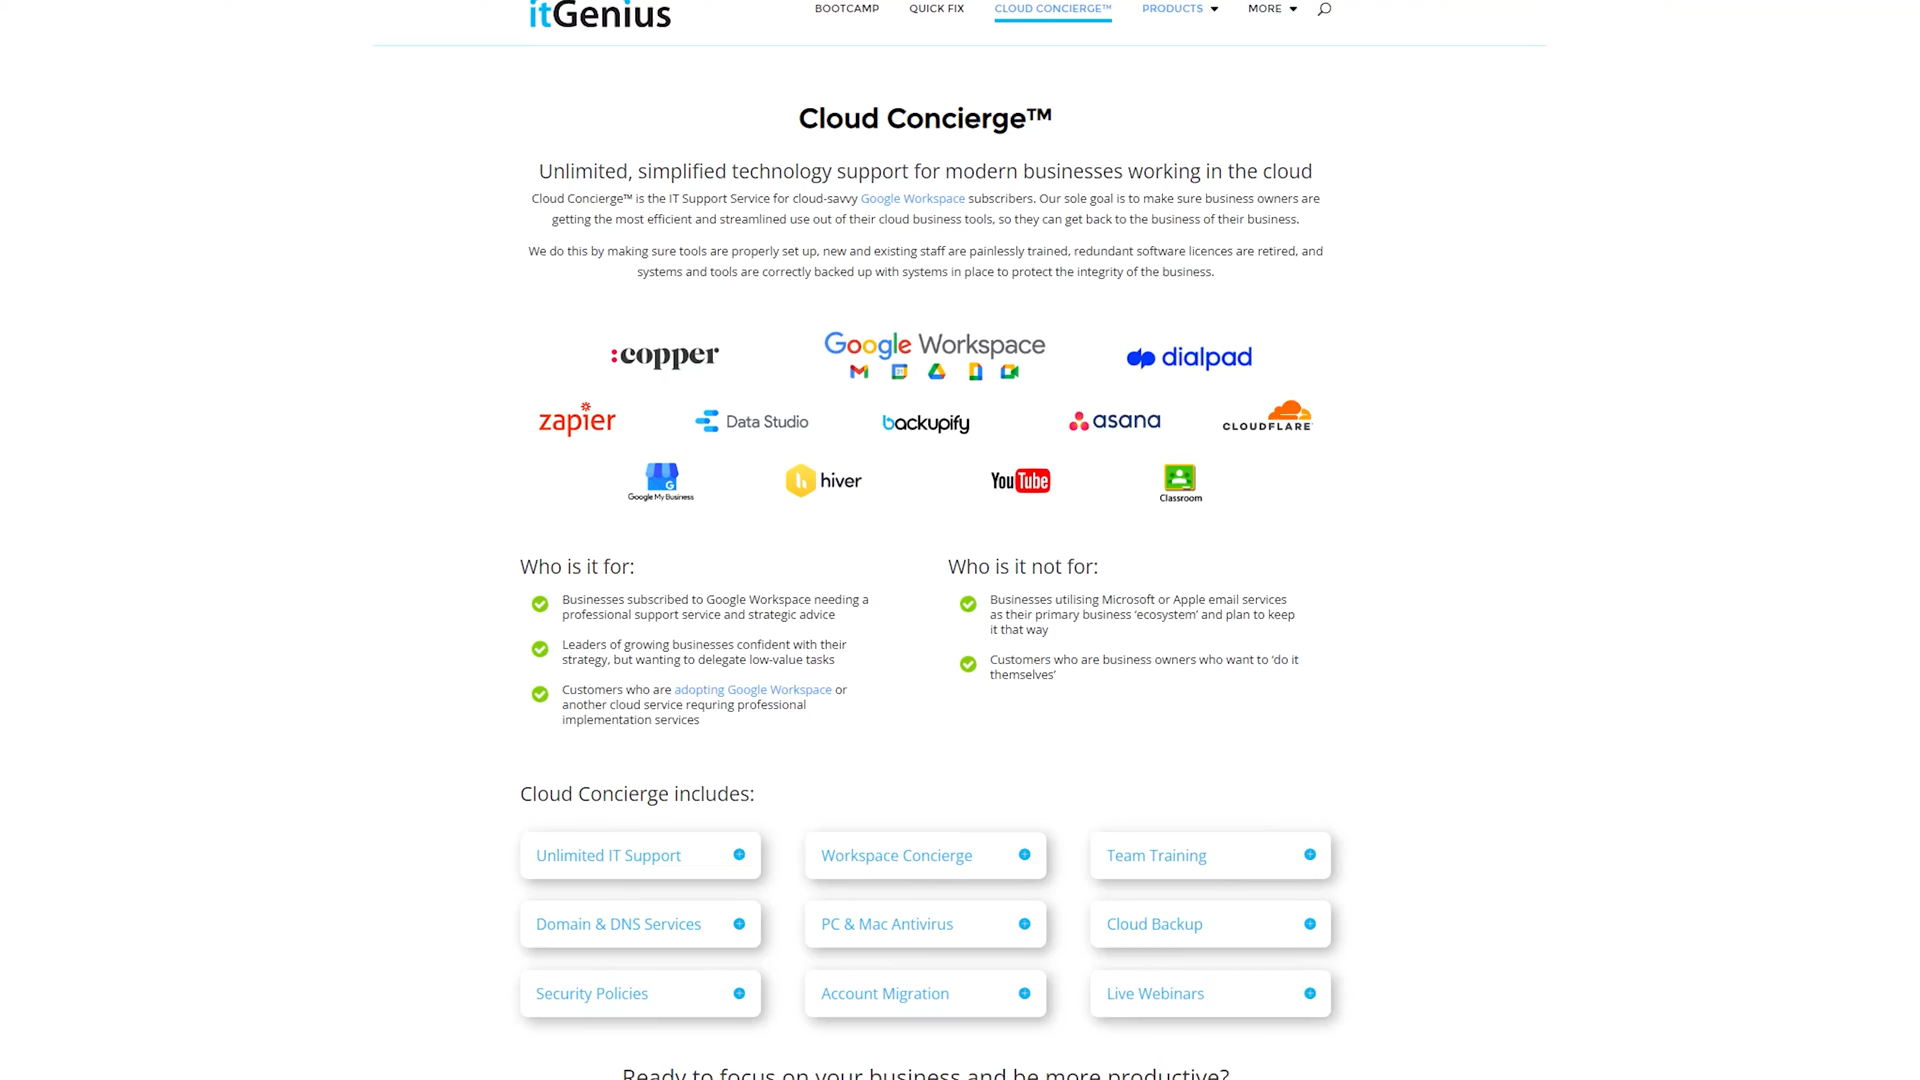 itGenius
BOOTCAMP QUICK FIX CLOUD CONCIERGE™ PRODUCTS MORE
Cloud Concierge™
Unlimited, simplified technology support for modern businesses working in the cloud
Cloud Concierge™ is the IT Support Service for cloud-savvy Google Workspace subscribers. Our sole goal is to make sure business owners are
getting the most efficient and streamlined use out of their cloud business tools, so they can get back to the business of their business.
We do this by making sure tools are properly set up, new and existing staff are painlessly trained, redundant software licences are retired, and
systems and tools are correctly backed up with systems in place to protect the integrity of the business.
:copper
Google Workspace
dialpad
zapier
Data Studio
backupify
asana
CLOUDFLARE
Google My Business
hiver
YouTube
Classroom
Who is it for:
Businesses subscribed to Google Workspace needing a
professional support service and strategic advice
Leaders of growing businesses confident with their
strategy, but wanting to delegate low-value tasks
Customers who are adopting Google Workspace or
another cloud service requring professional
implementation services
Who is it not for:
Businesses utilising Microsoft or Apple email services
as their primary business ‘ecosystem’ and plan to keep
it that way
Customers who are business owners who want to ‘do it
themselves’
Cloud Concierge includes:
Unlimited IT Support
Workspace Concierge
Team Training
Domain & DNS Services
PC & Mac Antivirus
Cloud Backup
Security Policies
Account Migration
Live Webinars
Ready to focus on your business and be more productive?